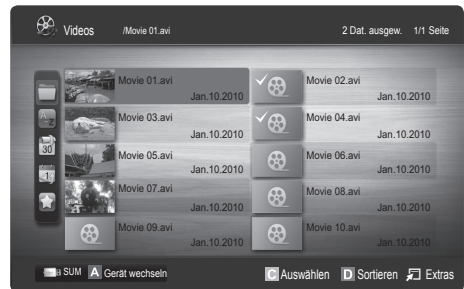 Videos /Movie 01.avi 2 Dat. ausgew. 1/1 Seite
Movie 01.avi Movie 02.avi
Jan.10.2010 Jan.10.2010
Movie 03.avi Movie 04.avi
Jan.10.2010 Jan.10.2010
Movie 05.avi Movie 06.avi
Jan.10.2010 Jan.10.2010
Movie 07.avi Movie 08.avi
Jan.10.2010 Jan.10.2010
Movie 09.avi Movie 10.avi
Jan.10.2010 Jan.10.2010
SUM A Gerät wechseln C Auswählen D Sortieren Extras